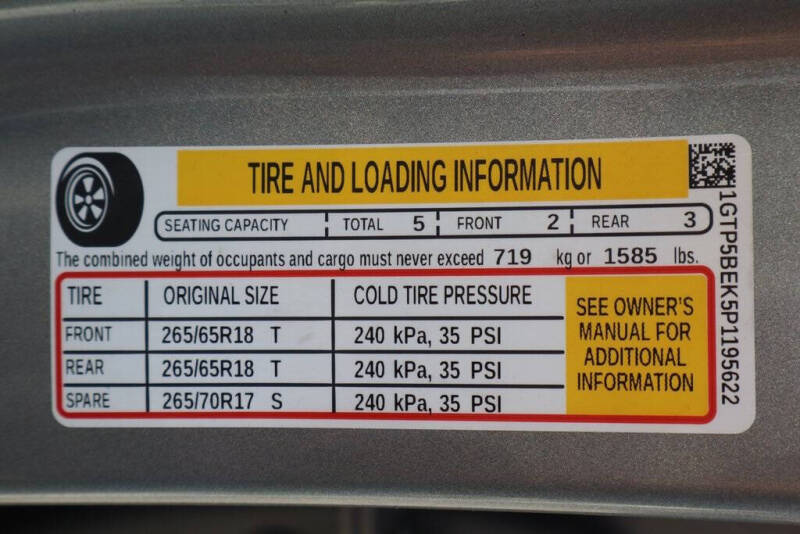 TIRE AND LOADING INFORMATION
SEATING CAPACITY TOTAL 5 FRONT 2 REAR 3
The combined weight of occupants and cargo must never exceed 719 kg or 1585 lbs.
TIRE ORIGINAL SIZE COLD TIRE PRESSURE
FRONT 265/65R18 T 240 kPa, 35 PSI
REAR 265/65R18 T 240 kPa, 35 PSI
SPARE 265/70R17 S 240 kPa, 35 PSI
SEE OWNER'S
MANUAL FOR
ADDITIONAL
INFORMATION
1GTP5BEK5P1195622